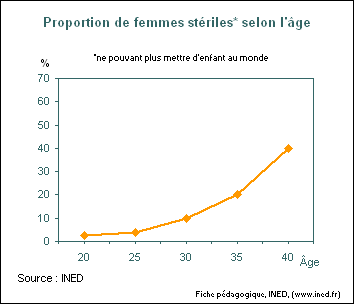 Proportion de femmes stériles* selon l'âge
*ne pouvant plus mettre d'enfant au monde
%
70
60
50
40
30
20
10
0
20 25 30 35 40 Âge
Source : INED
Fiche pédagogique, INED, (www.ined.fr)